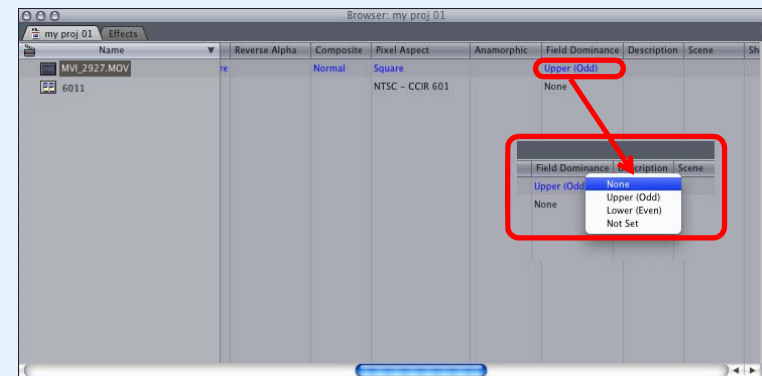 Browser: my proj 01
my proj 01 Effects
Name Reverse Alpha Composite Pixel Aspect Anamorphic Field Dominance Description Scene Sh
MVI_2927.MOV re Normal Square Upper (Odd)
6011 NTSC – CCIR 601 None
Field Dominance D scription Scene
Upper (Odd None
None Upper (Odd)
Lower (Even)
Not Set